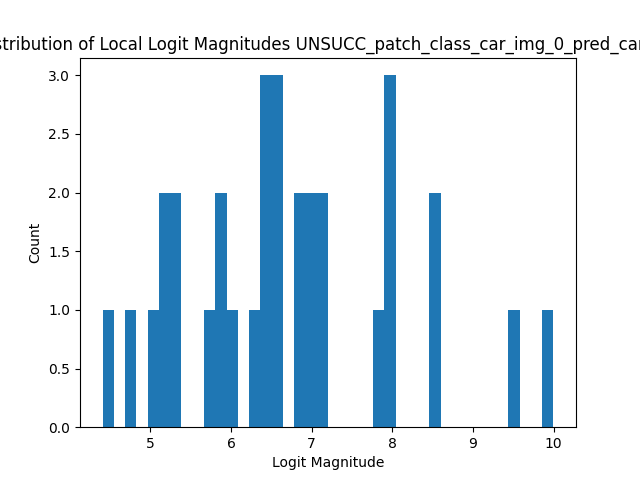 stribution of Local Logit Magnitudes UNSUCC_patch_class_car_img_0_pred_car
3.0
2.5
2.0
1.5
1.0
0.5
0.0
Count
5 6 7 8 9 10
Logit Magnitude